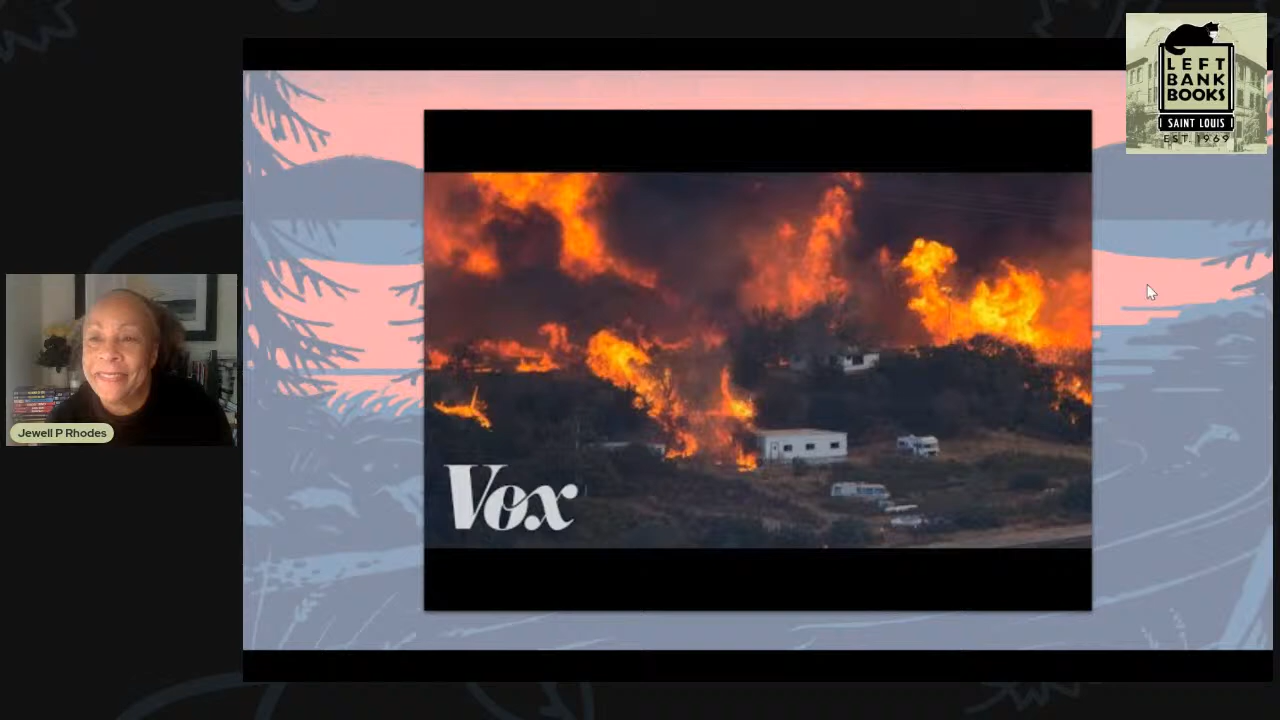 LEFT
BANK
BOOKS
SAINT LOUIS
EST. 1969
Jewell P Rhodes
Vox